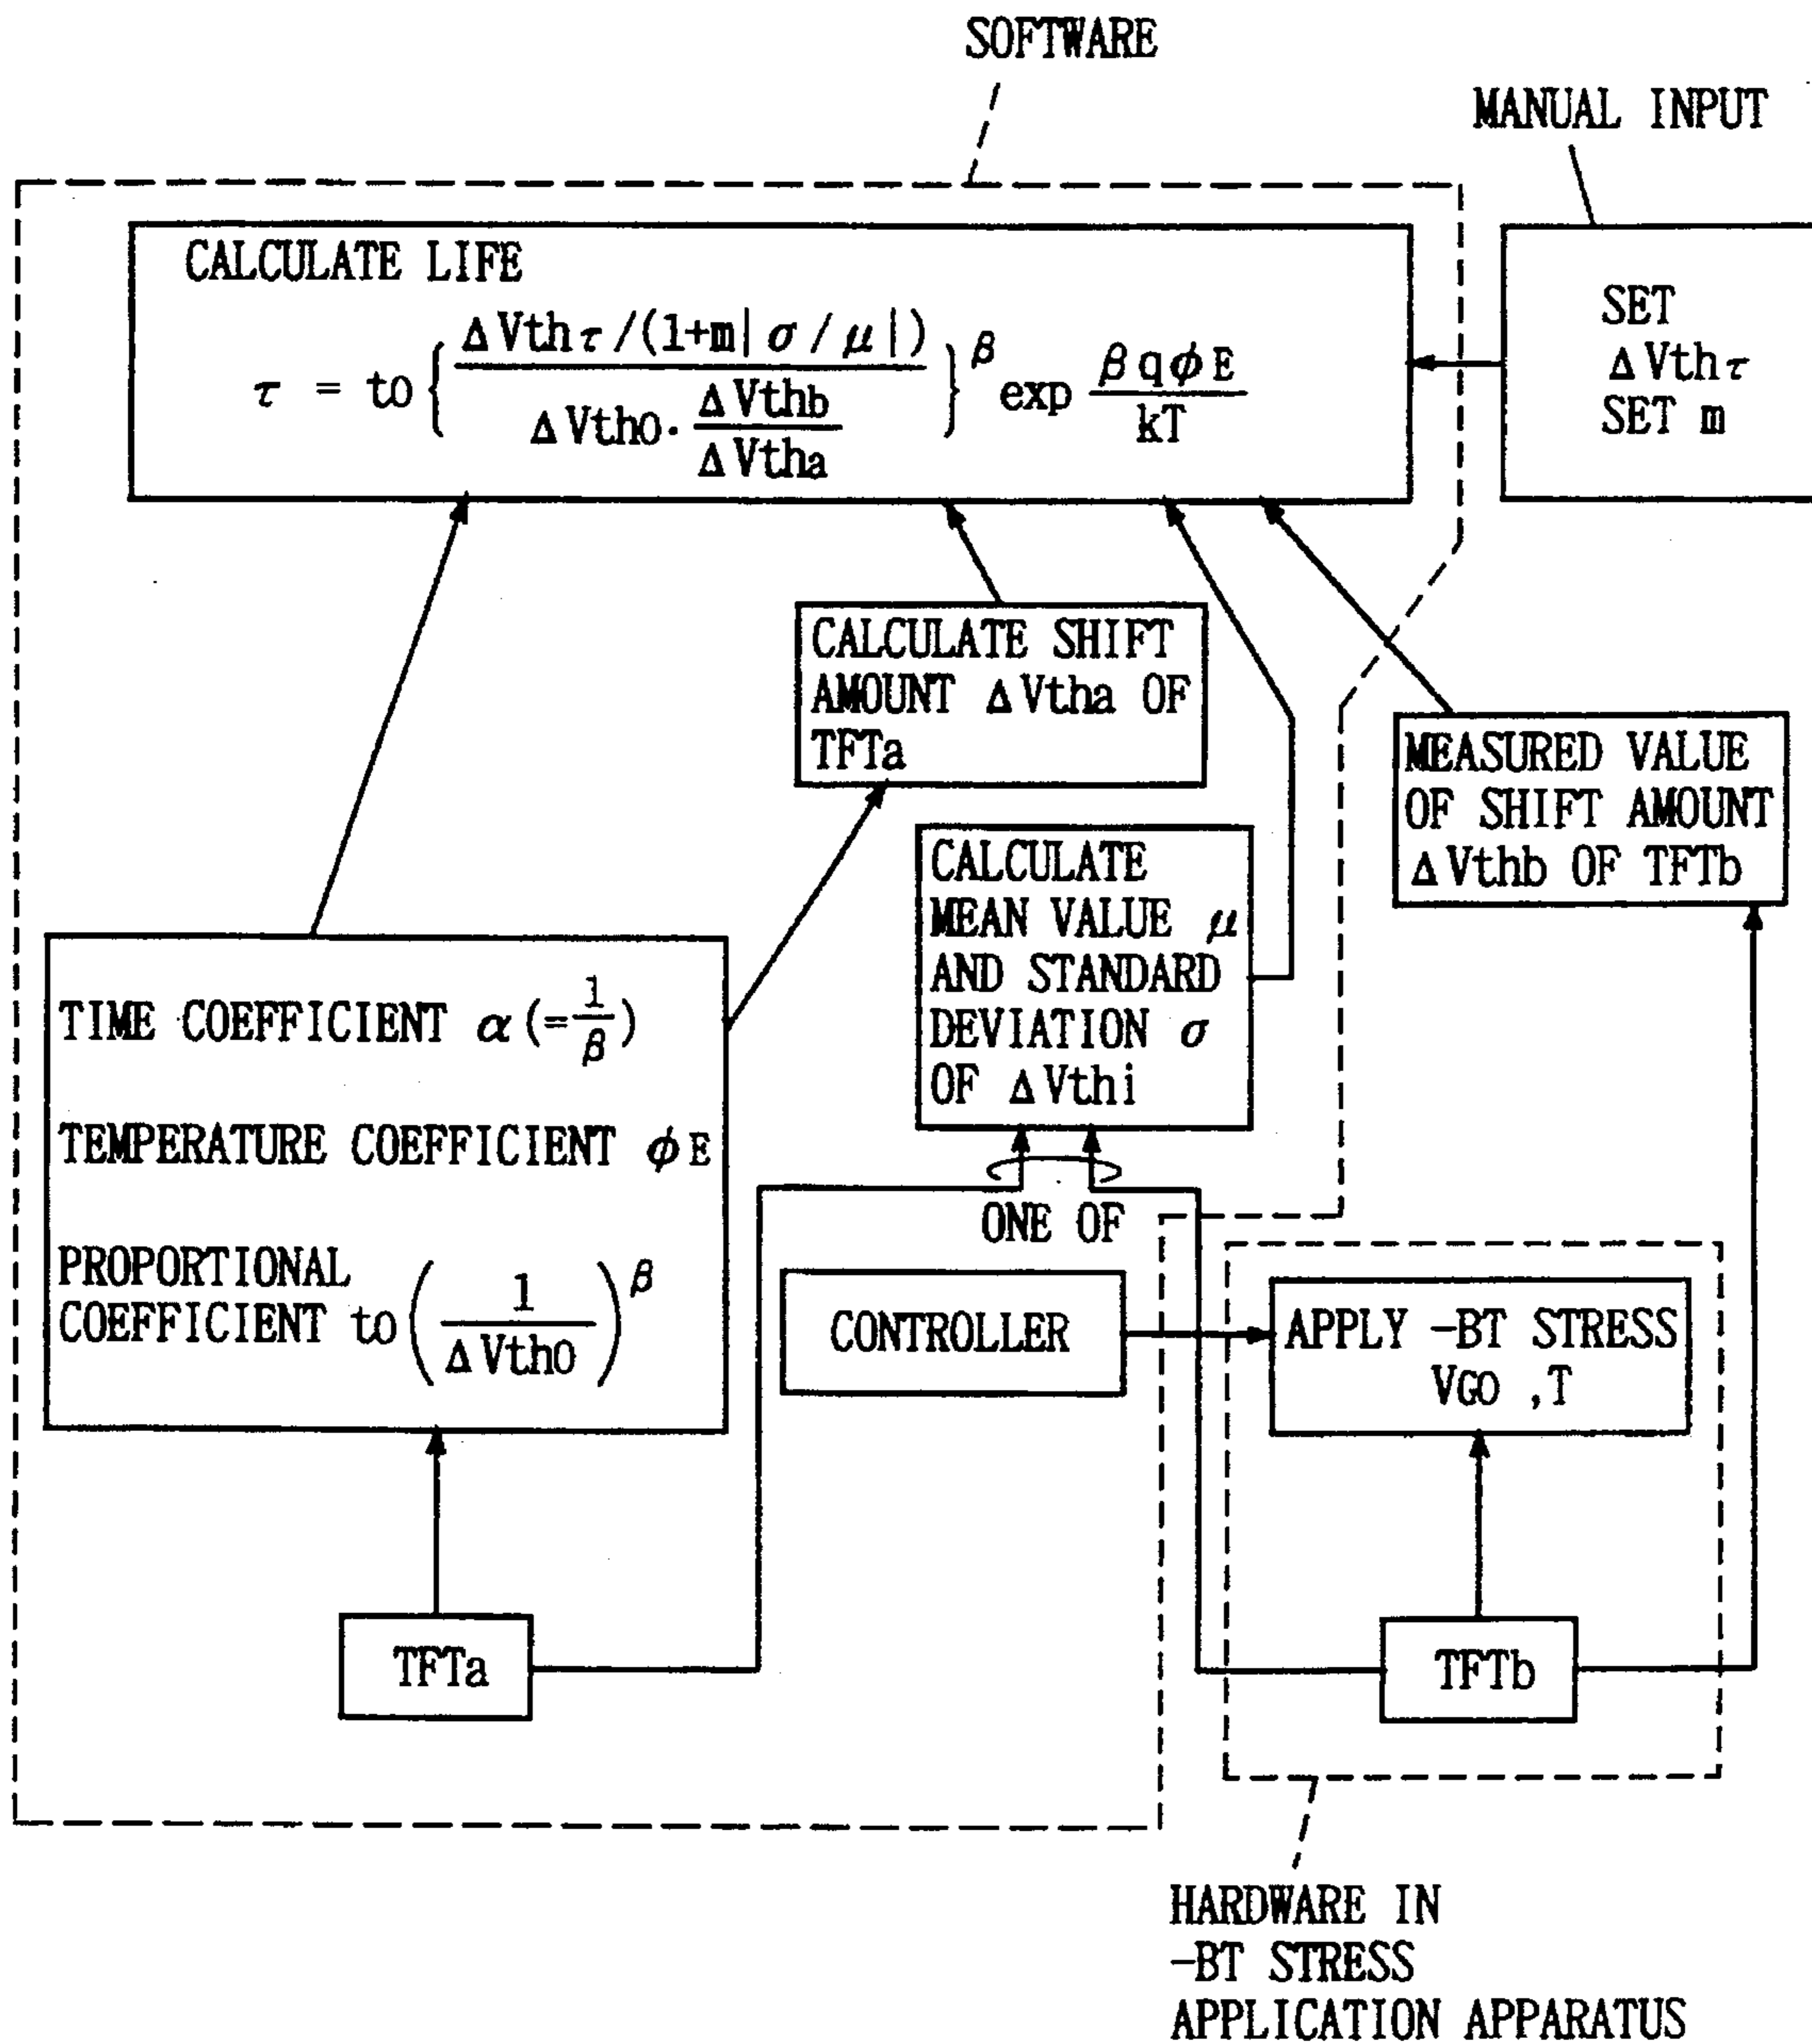 SOFTWARE
MANUAL INPUT
CALCULATE LIFE
τ = to { ΔVthτ/(1+m|σ/μ|) / ΔVth0·ΔVthb/ΔVtha }^β exp βqφE/kT
SET
ΔVthτ
SET m
CALCULATE SHIFT
AMOUNT ΔVtha OF
TFTa
MEASURED VALUE
OF SHIFT AMOUNT
ΔVthb OF TFTb
CALCULATE
MEAN VALUE μ
AND STANDARD
DEVIATION σ
OF ΔVthi
TIME COEFFICIENT α(=1/β)
TEMPERATURE COEFFICIENT φE
PROPORTIONAL
COEFFICIENT to(1/ΔVth0)^β
ONE OF
CONTROLLER
APPLY -BT STRESS
VGO ,T
TFTa
TFTb
HARDWARE IN
-BT STRESS
APPLICATION APPARATUS